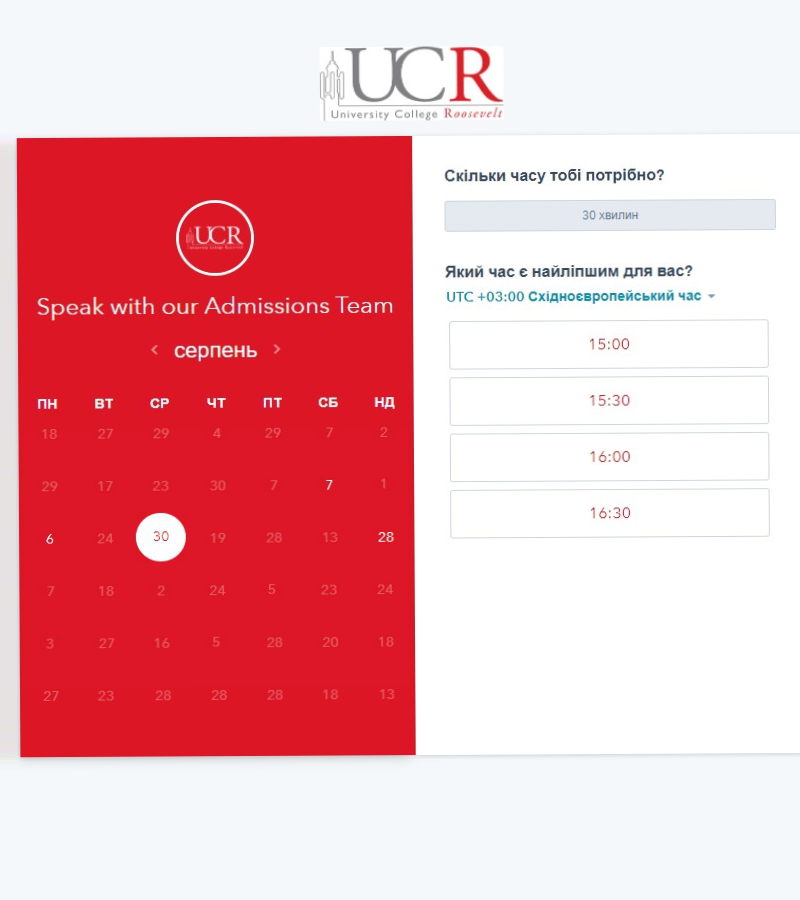 UCR
University College Roosevelt
UCR
Speak with our Admissions Team
серпень
ПН ВТ СР ЧТ ПТ СБ НД
18 27 29 4 29 7 2
29 17 23 30 7 7 1
6 24 30 19 28 13 28
7 18 2 24 5 23 24
3 27 16 5 28 20 18
27 23 28 28 28 18 13
Скільки часу тобі потрібно?
30 хвилин
Який час є найліпшим для вас?
UTC +03:00 Східноєвропейський час
15:00
15:30
16:00
16:30